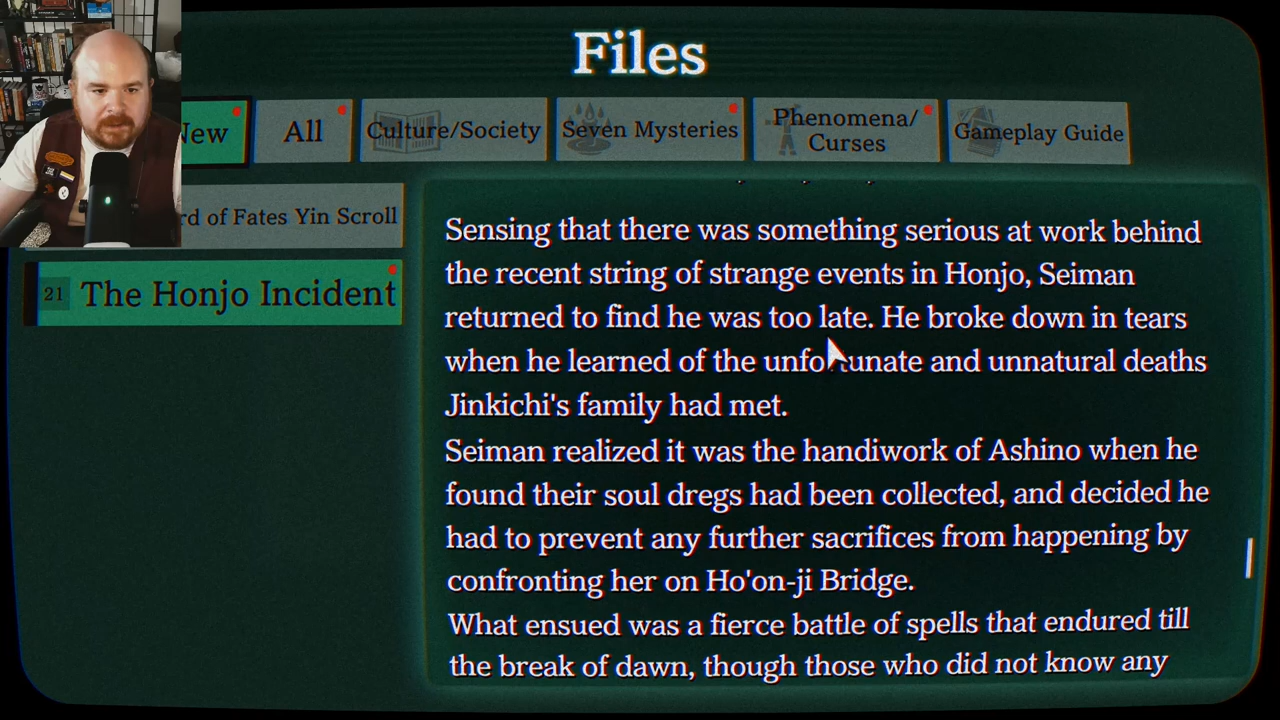 Files
New
All
Culture/Society
Seven Mysteries
Phenomena/
Curses
Gameplay Guide
rd of Fates Yin Scroll
21 The Honjo Incident
Sensing that there was something serious at work behind
the recent string of strange events in Honjo, Seiman
returned to find he was too late. He broke down in tears
when he learned of the unfortunate and unnatural deaths
Jinkichi's family had met.
Seiman realized it was the handiwork of Ashino when he
found their soul dregs had been collected, and decided he
had to prevent any further sacrifices from happening by
confronting her on Ho'on-ji Bridge.
What ensued was a fierce battle of spells that endured till
the break of dawn, though those who did not know any